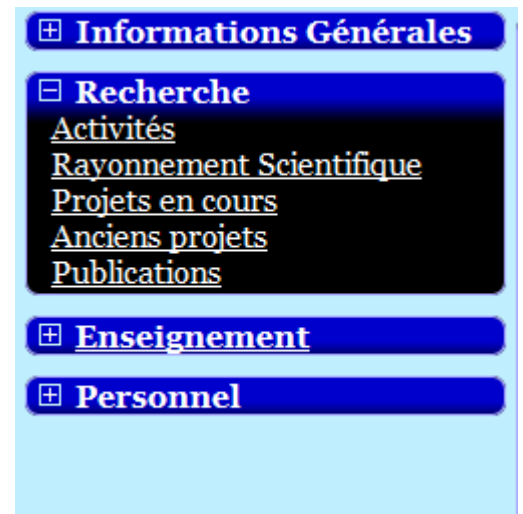 Informations Générales
Recherche
Activités
Rayonnement Scientifique
Projets en cours
Anciens projets
Publications
Enseignement
Personnel